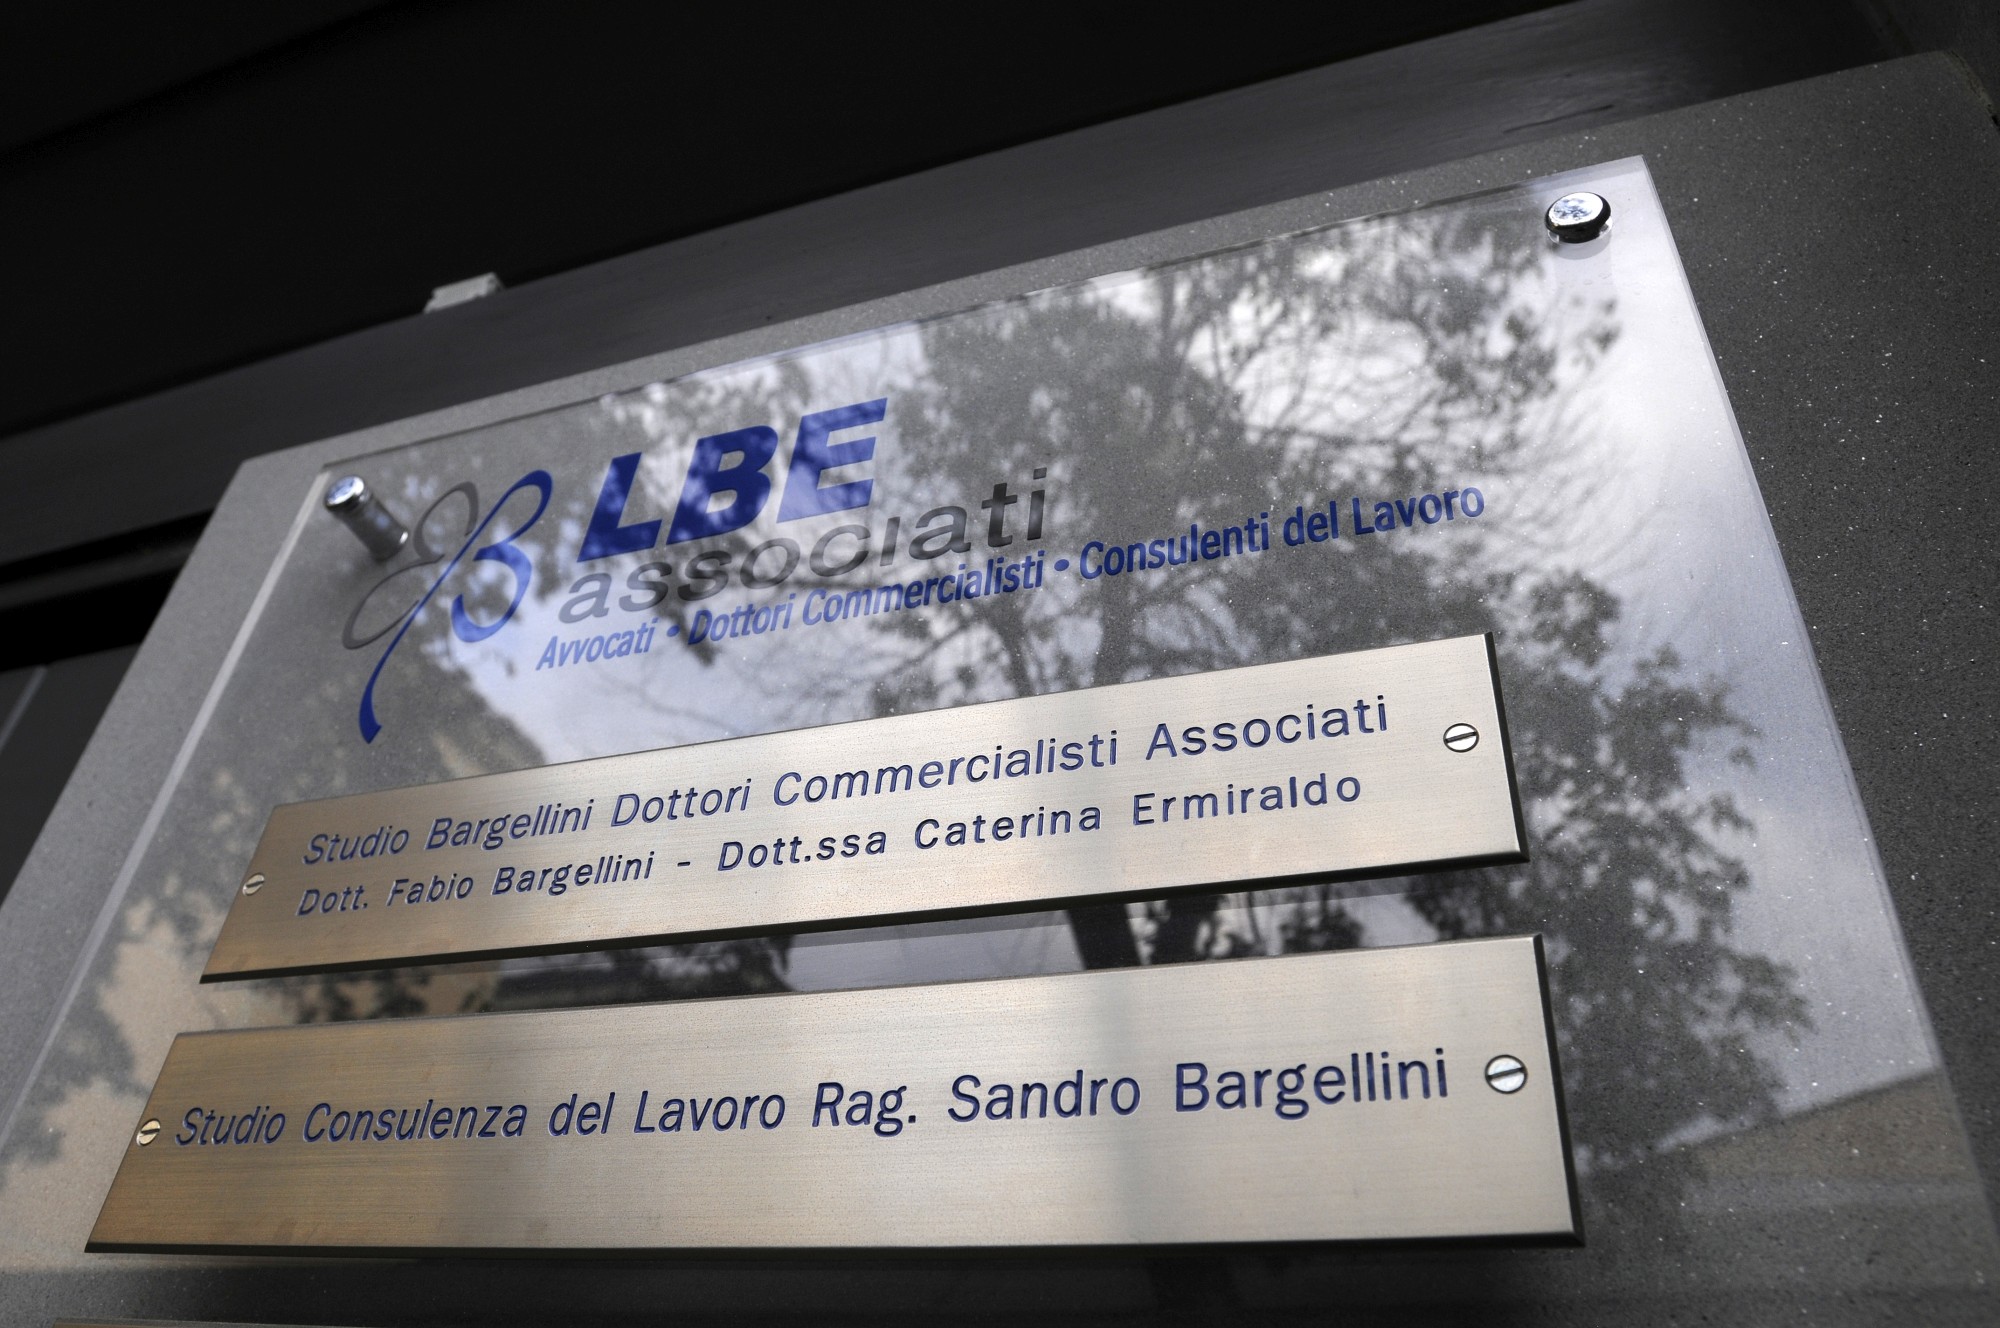 LBE
associati
Avvocati • Dottori Commercialisti • Consulenti del Lavoro
Studio Bargellini Dottori Commercialisti Associati
Dott. Fabio Bargellini - Dott.ssa Caterina Ermiraldo
Studio Consulenza del Lavoro Rag. Sandro Bargellini